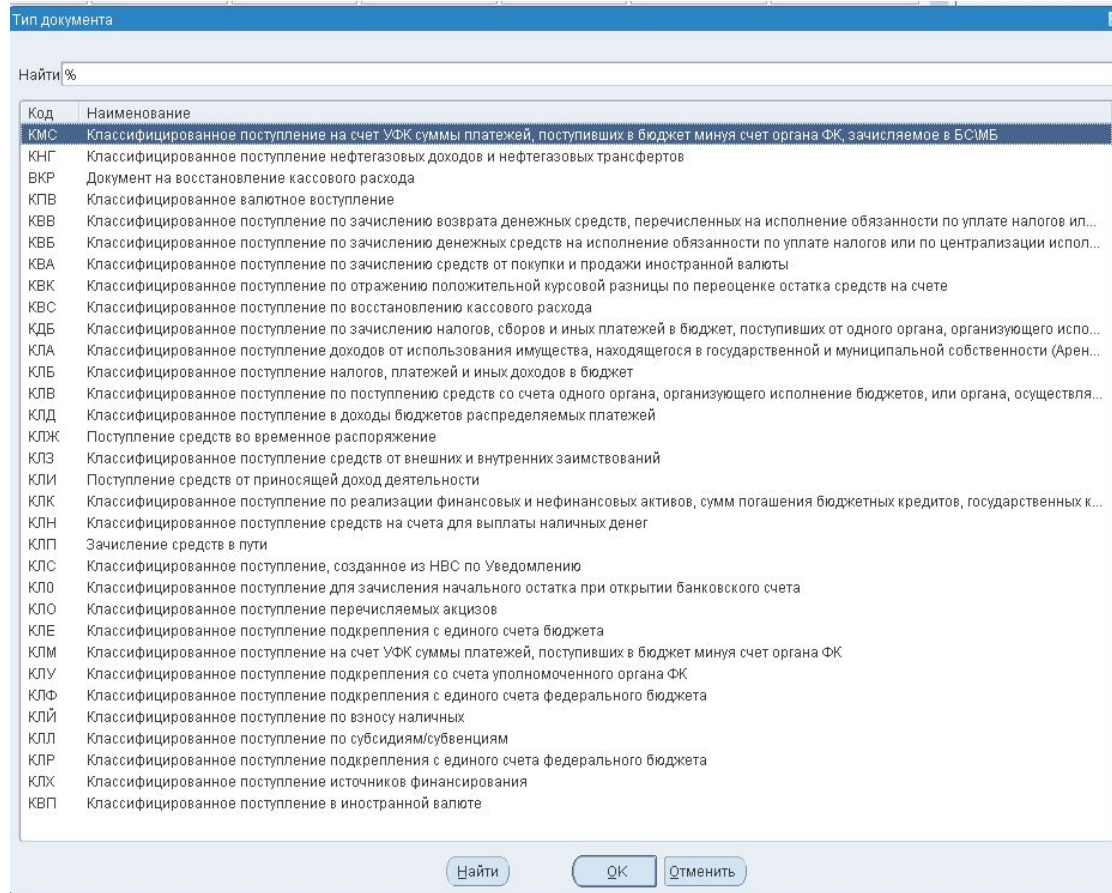 Тип документа
Найти %
Код Наименование
КМС Классифицированное поступление на счет УФК суммы платежей, поступивших в бюджет минуя счет органа ФК, зачисляемое в БС\МБ
КНГ Классифицированное поступление нефтегазовых доходов и нефтегазовых трансфертов
ВКР Документ на восстановление кассового расхода
КПВ Классифицированное валютное воступление
КВВ Классифицированное поступление по зачислению возврата денежных средств, перечисленных на исполнение обязанности по уплате налогов ил...
КВБ Классифицированное поступление по зачислению денежных средств на исполнение обязанности по уплате налогов или по централизации испол...
КВА Классифицированное поступление по зачислению средств от покупки и продажи иностранной валюты
КВК Классифицированное поступление по отражению положительной курсовой разницы по переоценке остатка средств на счете
КВС Классифицированное поступление по восстановлению кассового расхода
КДБ Классифицированное поступление по зачислению налогов, сборов и иных платежей в бюджет, поступивших от одного органа, организующего испо...
КЛА Классифицированное поступление доходов от использования имущества, находящегося в государственной и муниципальной собственности (Арен...
КЛБ Классифицированное поступление налогов, платежей и иных доходов в бюджет
КЛВ Классифицированное поступление по поступлению средств со счета одного органа, организующего исполнение бюджетов, или органа, осуществля...
КЛД Классифицированное поступление в доходы бюджетов распределяемых платежей
КЛЖ Поступление средств во временное распоряжение
КЛЗ Классифицированное поступление средств от внешних и внутренних заимствований
КЛИ Поступление средств от приносящей доход деятельности
КЛК Классифицированное поступление по реализации финансовых и нефинансовых активов, сумм погашения бюджетных кредитов, государственных к...
КЛН Классифицированное поступление средств на счета для выплаты наличных денег
КЛП Зачисление средств в пути
КЛС Классифицированное поступление, созданное из НВС по Уведомлению
КЛ0 Классифицированное поступление для зачисления начального остатка при открытии банковского счета
КЛО Классифицированное поступление перечисляемых акцизов
КЛЕ Классифицированное поступление подкрепления с единого счета бюджета
КЛМ Классифицированное поступление на счет УФК суммы платежей, поступивших в бюджет минуя счет органа ФК
КЛУ Классифицированное поступление подкрепления со счета уполномоченного органа ФК
КЛФ Классифицированное поступление подкрепления с единого счета федерального бюджета
КЛЙ Классифицированное поступление по взносу наличных
КЛЛ Классифицированное поступление по субсидиям/субвенциям
КЛР Классифицированное поступление подкрепления с единого счета федерального бюджета
КЛХ Классифицированное поступление источников финансирования
КВП Классифицированное поступление в иностранной валюте
Найти OK Отменить